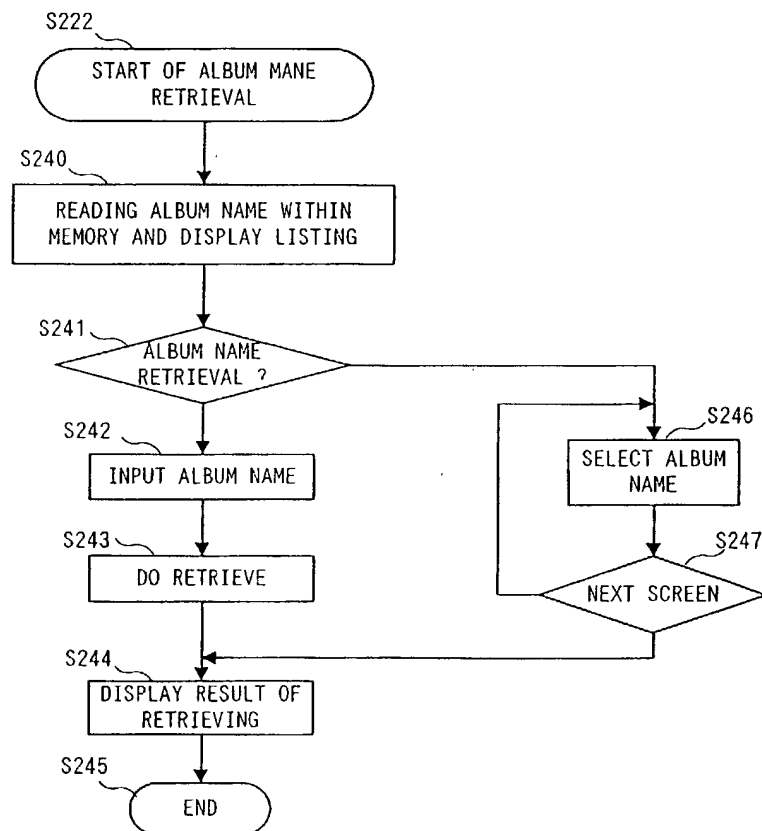 S222
START OF ALBUM MANE
RETRIEVAL
S240
READING ALBUM NAME WITHIN
MEMORY AND DISPLAY LISTING
S241
ALBUM NAME
RETRIEVAL ?
S242
INPUT ALBUM NAME
S246
SELECT ALBUM
NAME
S243
DO RETRIEVE
S247
NEXT SCREEN
S244
DISPLAY RESULT OF
RETRIEVING
S245
END